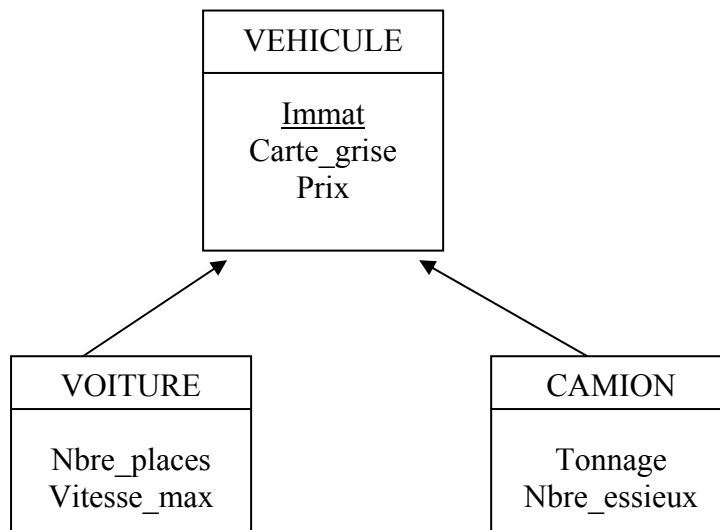 VEHICULE
Immat
Carte_grise
Prix
VOITURE
Nbre_places
Vitesse_max
CAMION
Tonnage
Nbre_essieux